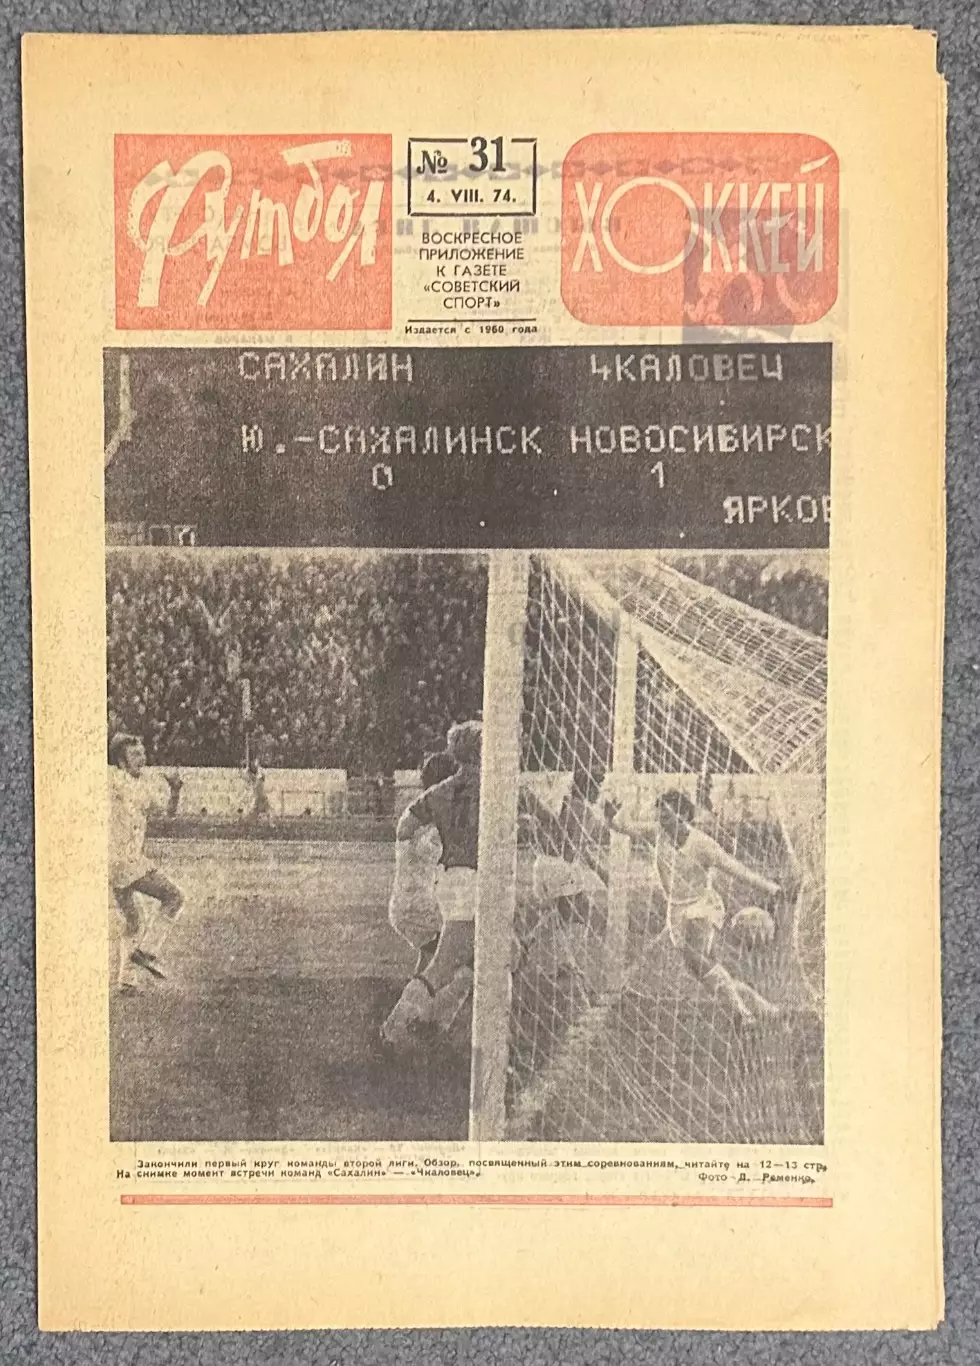 Футбол
№ 31
4. VIII. 74.
ХОККЕЙ
ВОСКРЕСНОЕ
ПРИЛОЖЕНИЕ
К ГАЗЕТЕ
«СОВЕТСКИЙ
СПОРТ»
Издается с 1960 года
САХАЛИН ЧКАЛОВЕЦ
Ю.-САХАЛИНСК НОВОСИБИРСК
0 1
ЯРКОВ
Закончили первый круг команды второй лиги. Обзор, посвященный этим соревнованиям, читайте на 12—13 стр.
На снимке момент встречи команд «Сахалин» — «Чкаловец».
Фото Д. Раменко.